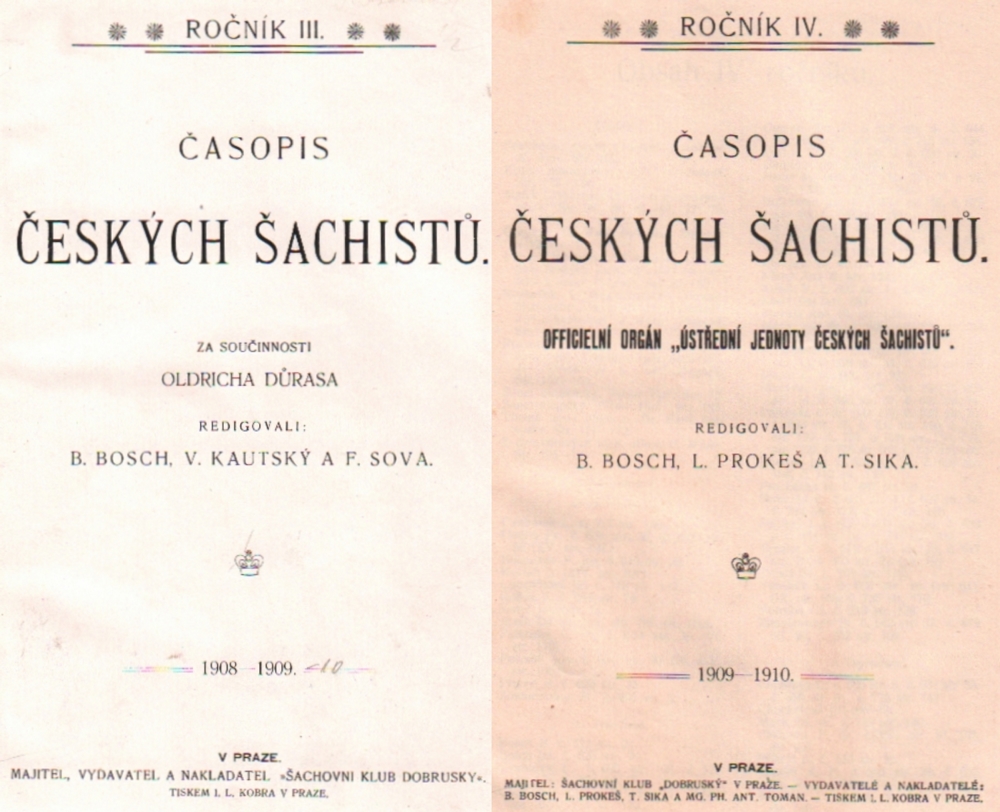 ROČNÍK III.
ČASOPIS
ČESKÝCH ŠACHISTŮ.
ZA SOUČINNOSTI
OLDRICHA DŮRASA
REDIGOVALI:
B. BOSCH, V. KAUTSKÝ A F. SOVA.
1908—1909. -10
V PRAZE.
MAJITEL, VYDAVATEL A NAKLADATEL »ŠACHOVNI KLUB DOBRUSKY«.
TISKEM I. L. KOBRA V PRAZE.
ROČNÍK IV.
ČASOPIS
ČESKÝCH ŠACHISTŮ.
OFFICIELNÍ ORGÁN „ÚSTŘEDNÍ JEDNOTY ČESKÝCH ŠACHISTŮ“.
REDIGOVALI:
B. BOSCH, L. PROKEŠ A T. SIKA.
1909—1910.
V PRAZE.
MAJITEL: ŠACHOVNÍ KLUB „DOBRUSKÝ“ V PRAŽE. — VYDAVATELÉ A NAKLADATELÉ:
B. BOSCH, L. PROKEŠ, T. SIKA A MG. PH. ANT. TOMAN. — TISKEM I. L. KOBRA V PRAZE.